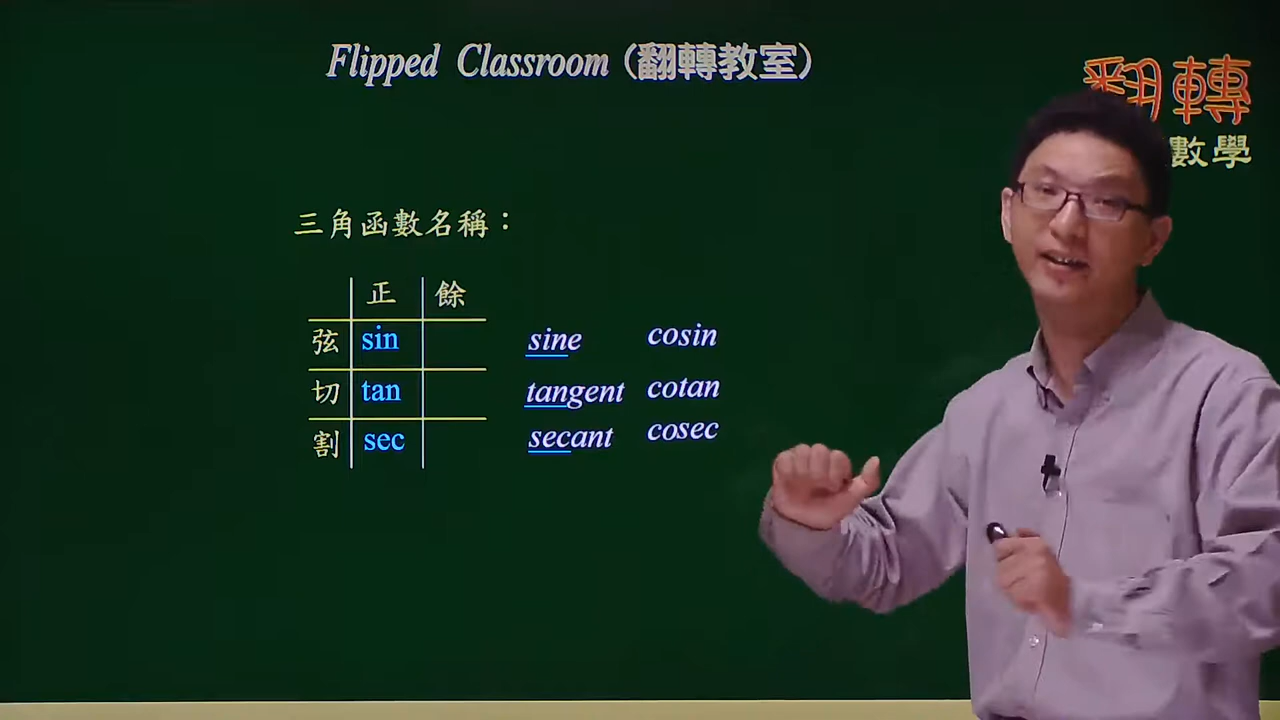 Flipped Classroom (翻轉教室)
翻轉
數學
三角函數名稱：
正 餘
弦 sin sine cosin
切 tan tangent cotan
割 sec secant cosec